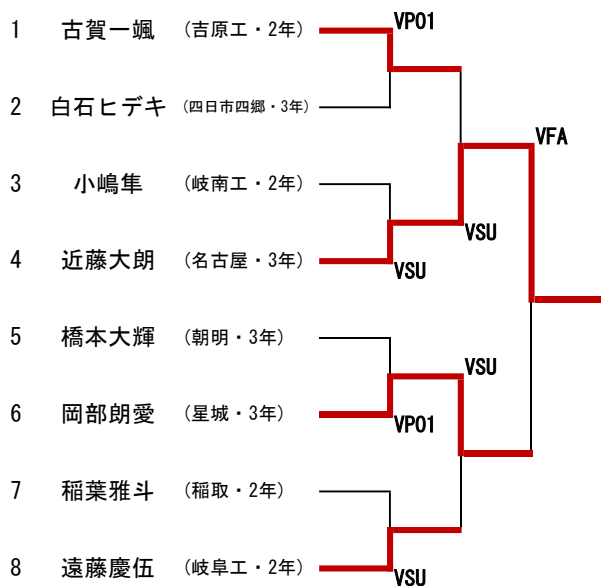 1 古賀一颯 (吉原工・2年) VPO1
2 白石ヒデキ (四日市四郷・3年)
VFA
3 小嶋隼 (岐南工・2年)
VSU
4 近藤大朗 (名古屋・3年) VSU
5 橋本大輝 (朝明・3年)
VSU
6 岡部朗愛 (星城・3年) VPO1
7 稲葉雅斗 (稲取・2年)
8 遠藤慶伍 (岐阜工・2年) VSU